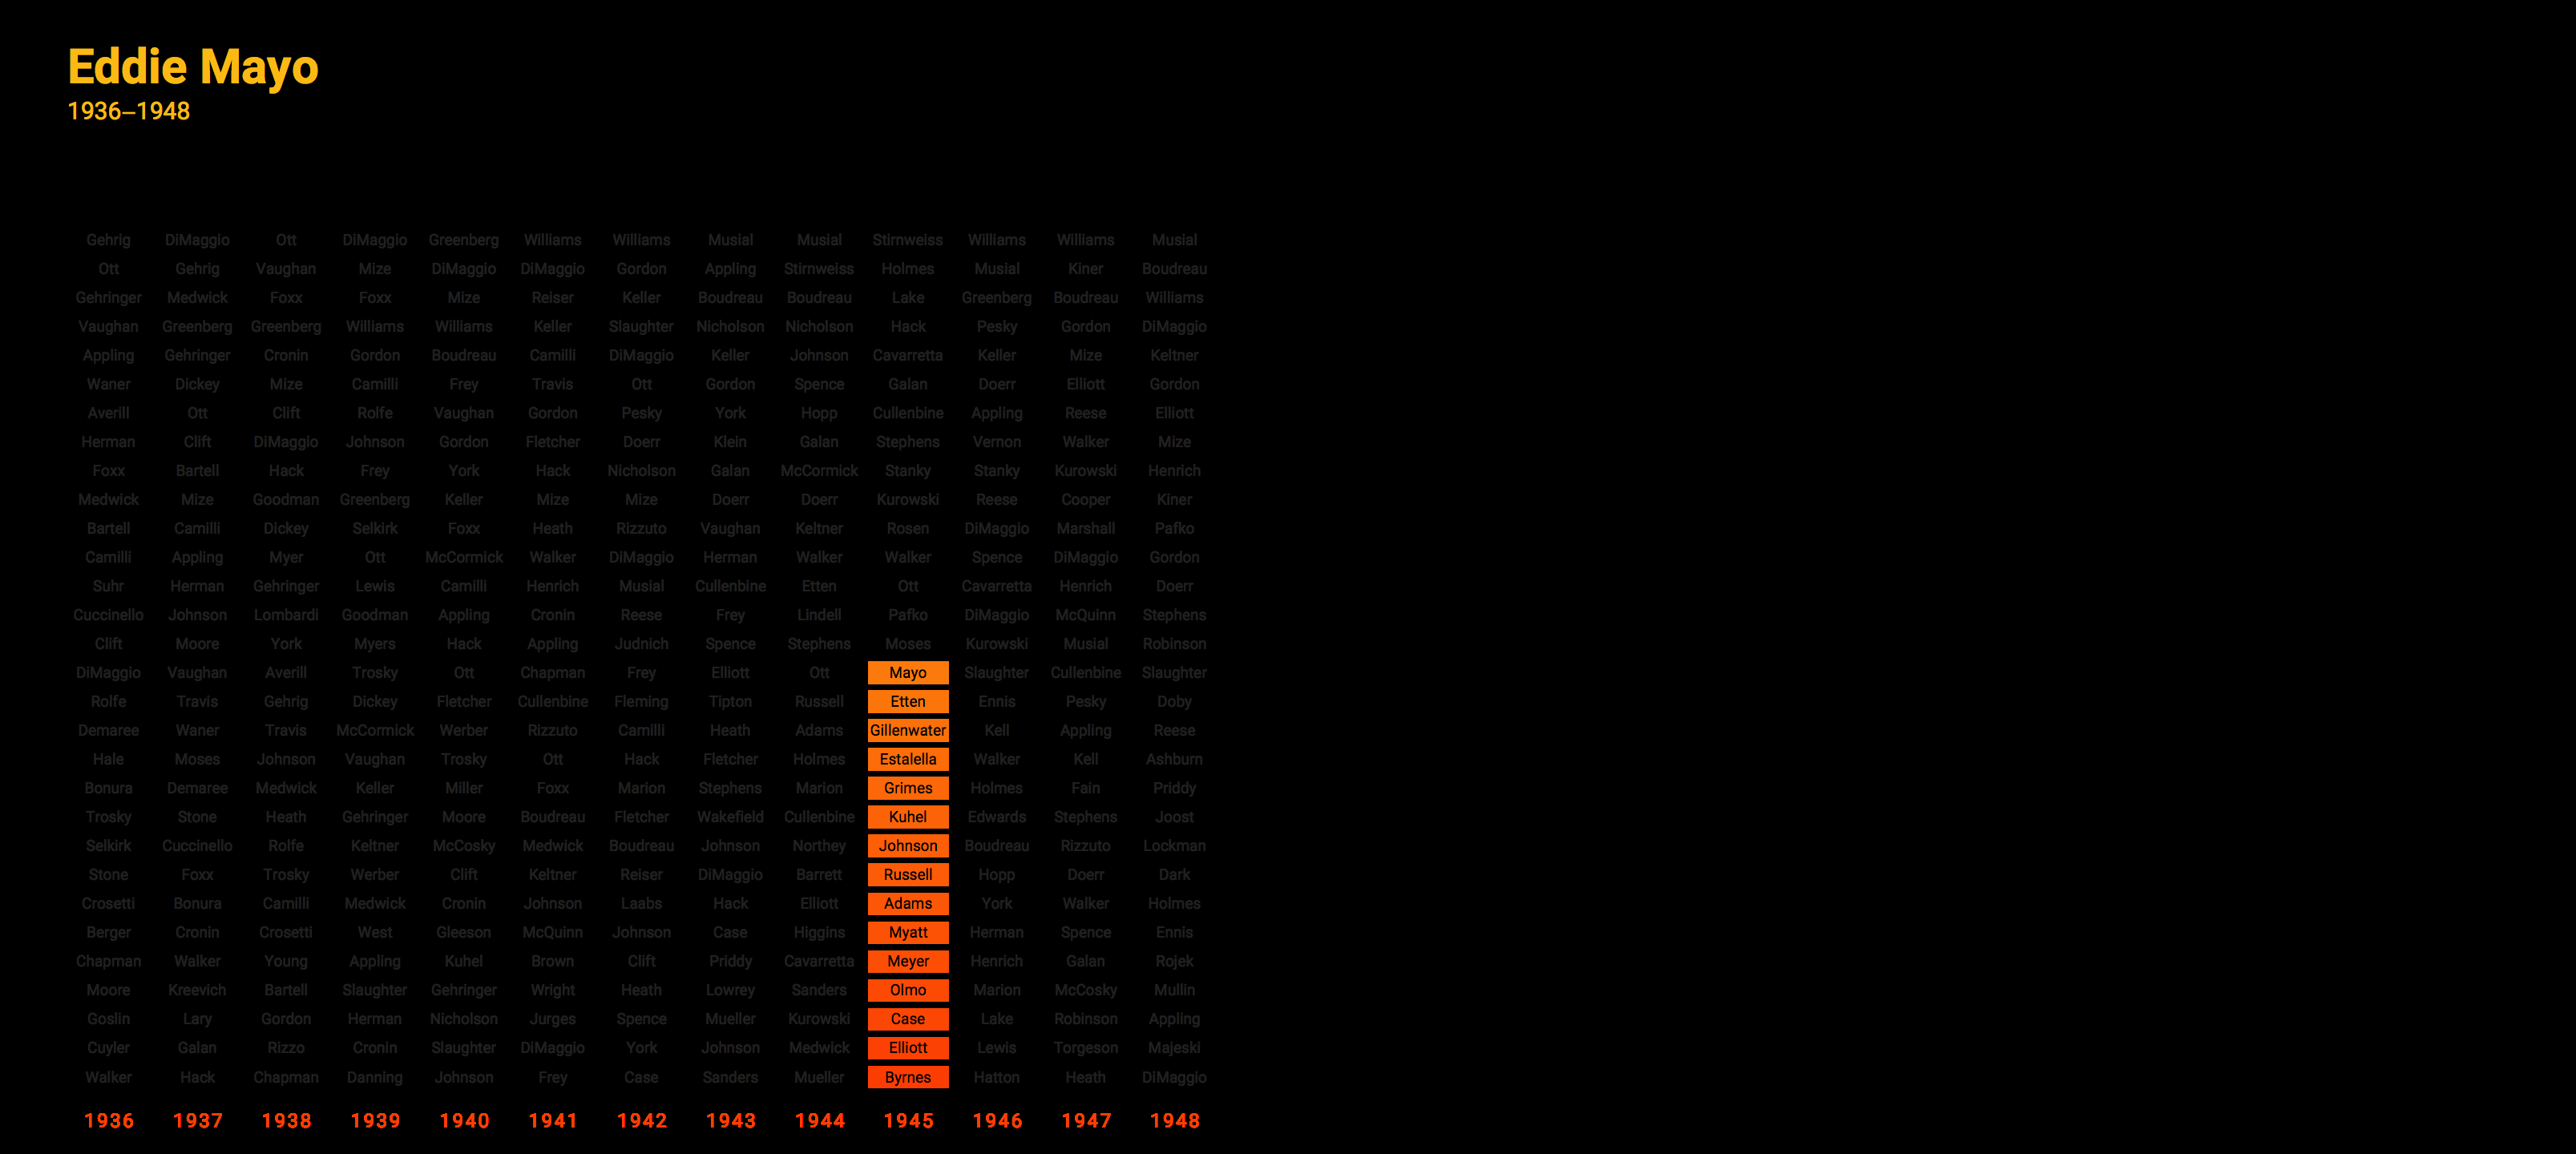 Eddie Mayo
1936–1948
Gehrig DiMaggio Ott DiMaggio Greenberg Williams Williams Musial Musial Stirnweiss Williams Williams Musial
Ott Gehrig Vaughan Mize DiMaggio DiMaggio Gordon Appling Stirnweiss Holmes Musial Kiner Boudreau
Gehringer Medwick Foxx Foxx Mize Reiser Keller Boudreau Boudreau Lake Greenberg Boudreau Williams
Vaughan Greenberg Greenberg Williams Williams Keller Slaughter Nicholson Nicholson Hack Pesky Gordon DiMaggio
Appling Gehringer Cronin Gordon Boudreau Camilli DiMaggio Keller Johnson Cavarretta Keller Mize Keltner
Waner Dickey Mize Camilli Frey Travis Ott Gordon Spence Galan Doerr Elliott Gordon
Averill Ott Clift Rolfe Vaughan Gordon Pesky York Hopp Cullenbine Appling Reese Elliott
Herman Clift DiMaggio Johnson Gordon Fletcher Doerr Klein Galan Stephens Vernon Walker Mize
Foxx Bartell Hack Frey York Hack Nicholson Galan McCormick Stanky Stanky Kurowski Henrich
Medwick Mize Goodman Greenberg Keller Mize Mize Doerr Doerr Kurowski Reese Cooper Kiner
Bartell Camilli Dickey Selkirk Foxx Heath Rizzuto Vaughan Keltner Rosen DiMaggio Marshall Pafko
Camilli Appling Myer Ott McCormick Walker DiMaggio Herman Walker Walker Spence DiMaggio Gordon
Suhr Herman Gehringer Lewis Camilli Henrich Musial Cullenbine Etten Ott Cavarretta Henrich Doerr
Cuccinello Johnson Lombardi Goodman Appling Cronin Reese Frey Lindell Pafko DiMaggio McQuinn Stephens
Clift Moore York Myers Hack Appling Judnich Spence Stephens Moses Kurowski Musial Robinson
DiMaggio Vaughan Averill Trosky Ott Chapman Frey Elliott Ott Mayo Slaughter Cullenbine Slaughter
Rolfe Travis Gehrig Dickey Fletcher Cullenbine Fleming Tipton Russell Etten Ennis Pesky Doby
Demaree Waner Travis McCormick Werber Rizzuto Camilli Heath Adams Gillenwater Kell Appling Reese
Hale Moses Johnson Vaughan Trosky Ott Hack Fletcher Holmes Estalella Walker Kell Ashburn
Bonura Demaree Medwick Keller Miller Foxx Marion Stephens Marion Grimes Holmes Fain Priddy
Trosky Stone Heath Gehringer Moore Boudreau Fletcher Wakefield Cullenbine Kuhel Edwards Stephens Joost
Selkirk Cuccinello Rolfe Keltner McCosky Medwick Boudreau Johnson Northey Johnson Boudreau Rizzuto Lockman
Stone Foxx Trosky Werber Clift Keltner Reiser DiMaggio Barrett Russell Hopp Doerr Dark
Crosetti Bonura Camilli Medwick Cronin Johnson Laabs Hack Elliott Adams York Walker Holmes
Berger Cronin Crosetti West Gleeson McQuinn Johnson Case Higgins Myatt Herman Spence Ennis
Chapman Walker Young Appling Kuhel Brown Clift Priddy Cavarretta Meyer Henrich Galan Rojek
Moore Kreevich Bartell Slaughter Gehringer Wright Heath Lowrey Sanders Olmo Marion McCosky Mullin
Goslin Lary Gordon Herman Nicholson Jurges Spence Mueller Kurowski Case Lake Robinson Appling
Cuyler Galan Rizzo Cronin Slaughter DiMaggio York Johnson Medwick Elliott Lewis Torgeson Majeski
Walker Hack Chapman Danning Johnson Frey Case Sanders Mueller Byrnes Hatton Heath DiMaggio
1936 1937 1938 1939 1940 1941 1942 1943 1944 1945 1946 1947 1948